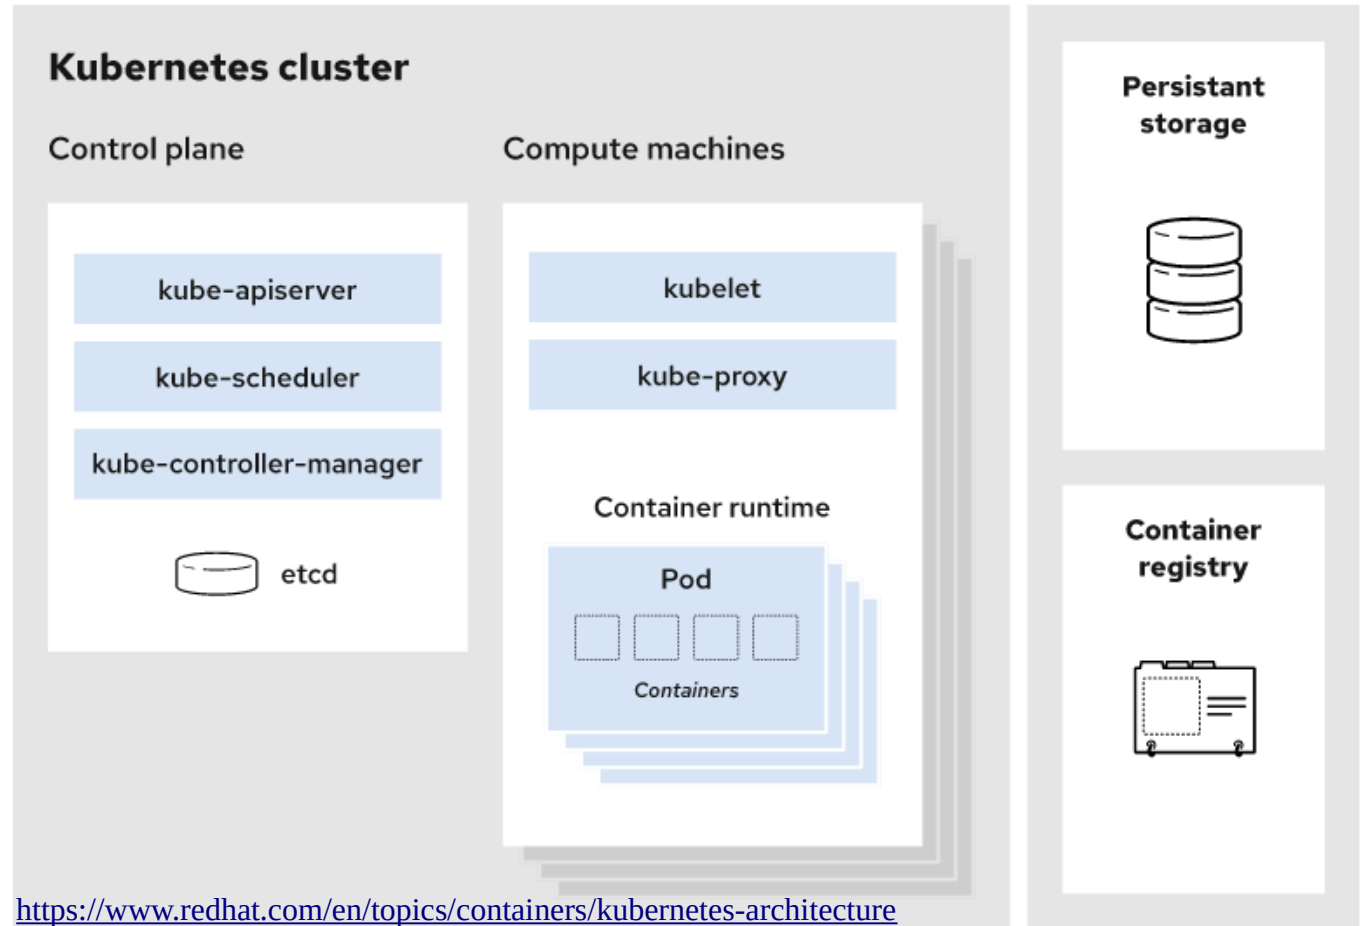 Kubernetes cluster
Control plane
kube-apiserver
kube-scheduler
kube-controller-manager
etcd
Compute machines
kubelet
kube-proxy
Container runtime
Pod
Containers
Persistant
storage
Container
registry
https://www.redhat.com/en/topics/containers/kubernetes-architecture